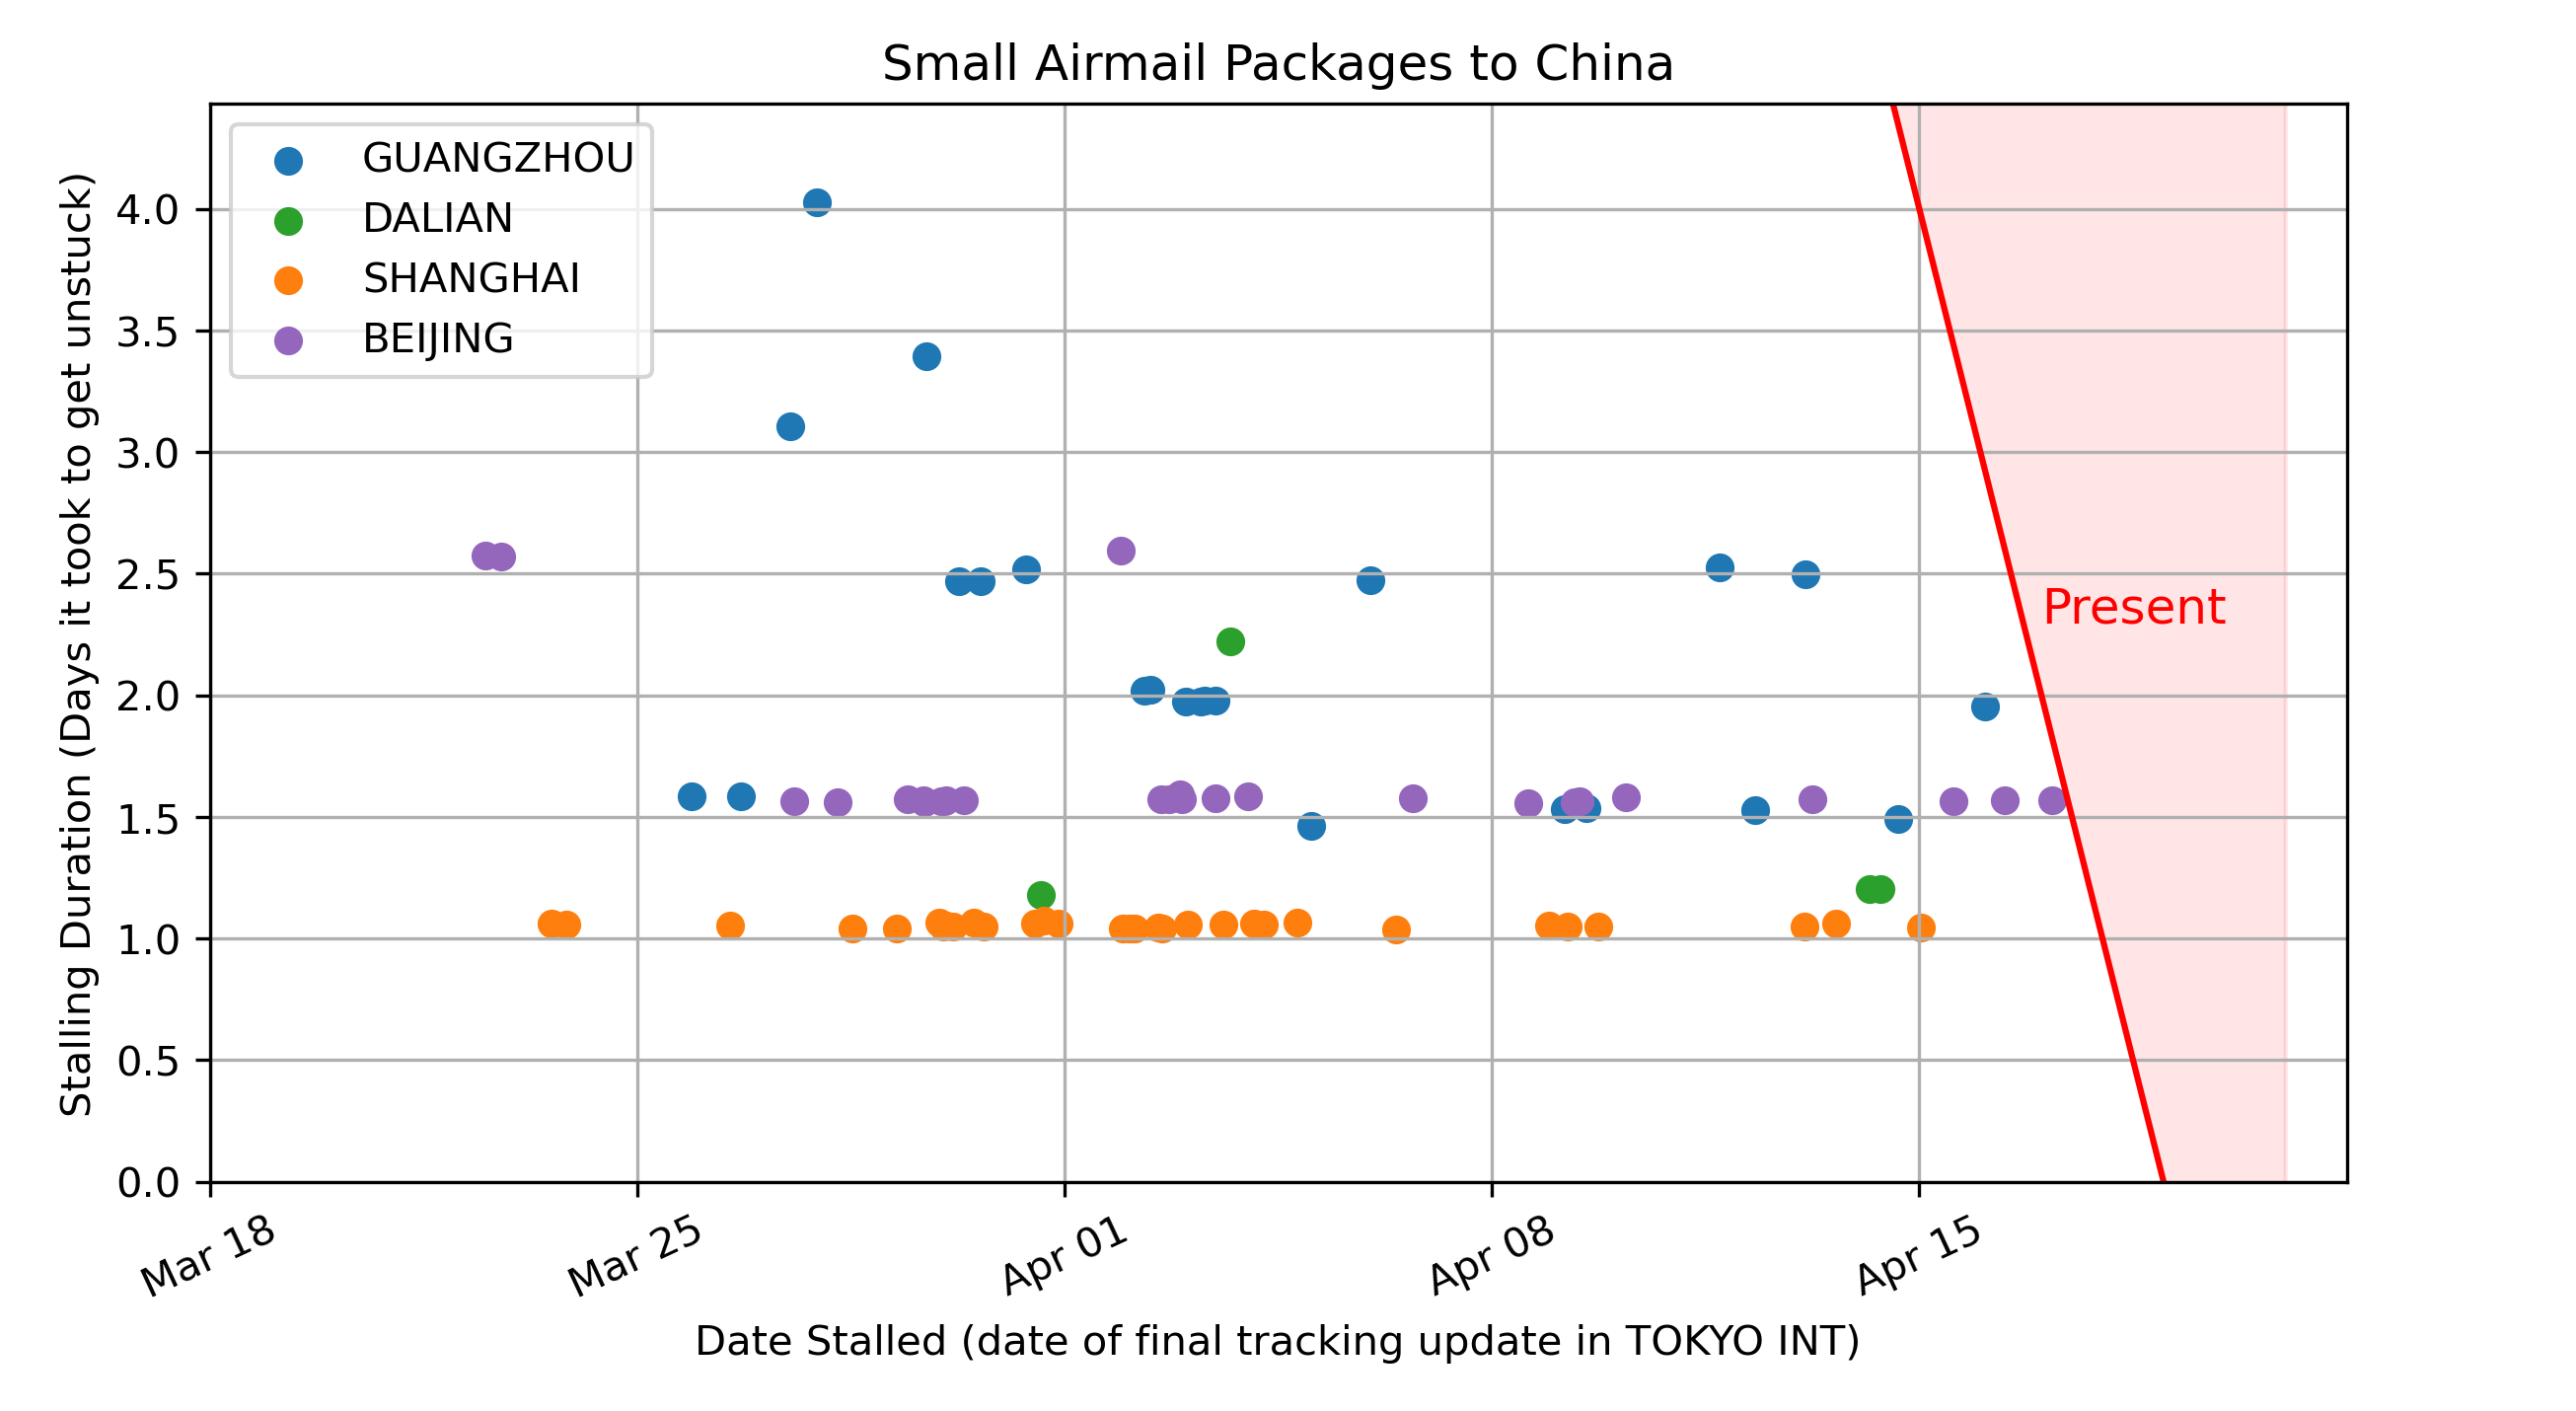 Small Airmail Packages to China
GUANGZHOU
DALIAN
SHANGHAI
BEIJING
Stalling Duration (Days it took to get unstuck)
4.0
3.5
3.0
2.5
2.0
1.5
1.0
0.5
0.0
Present
Mar 18
Mar 25
Apr 01
Apr 08
Apr 15
Date Stalled (date of final tracking update in TOKYO INT)